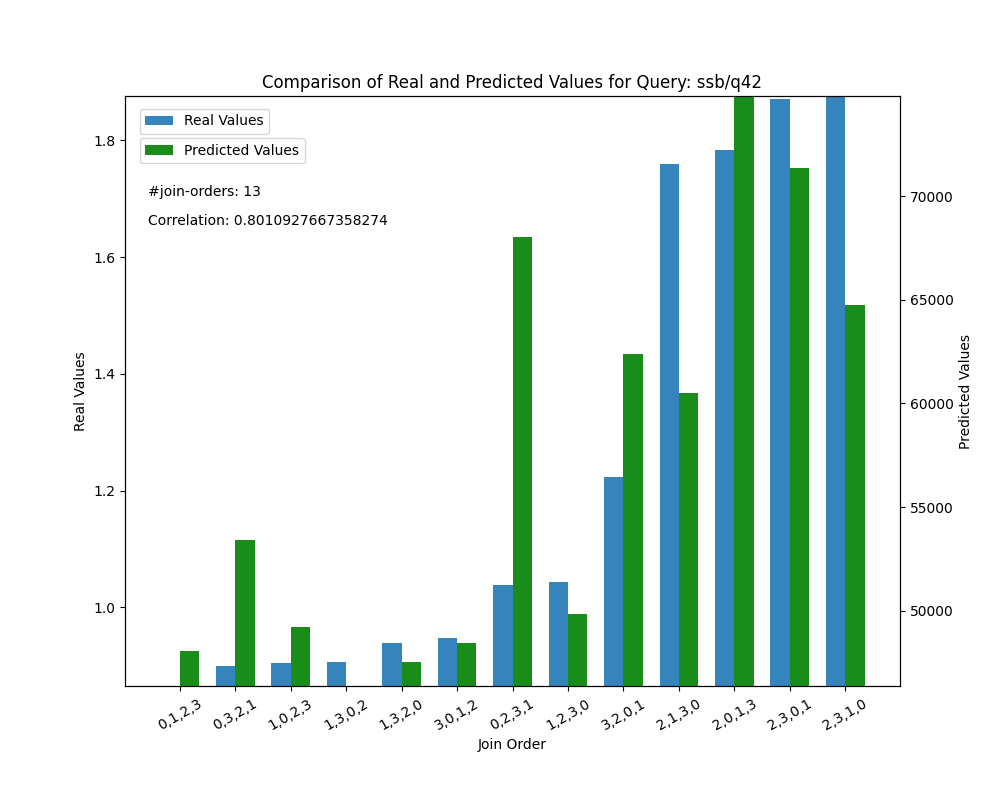 Comparison of Real and Predicted Values for Query: ssb/q42
Real Values
Predicted Values
#join-orders: 13
Correlation: 0.8010927667358274
1.8
1.6
1.4
1.2
1.0
Real Values
70000
65000
60000
55000
50000
Predicted Values
0,1,2,3
0,3,2,1
1,0,2,3
1,3,0,2
1,3,2,0
3,0,1,2
0,2,3,1
1,2,3,0
3,2,0,1
2,1,3,0
2,0,1,3
2,3,0,1
2,3,1,0
Join Order